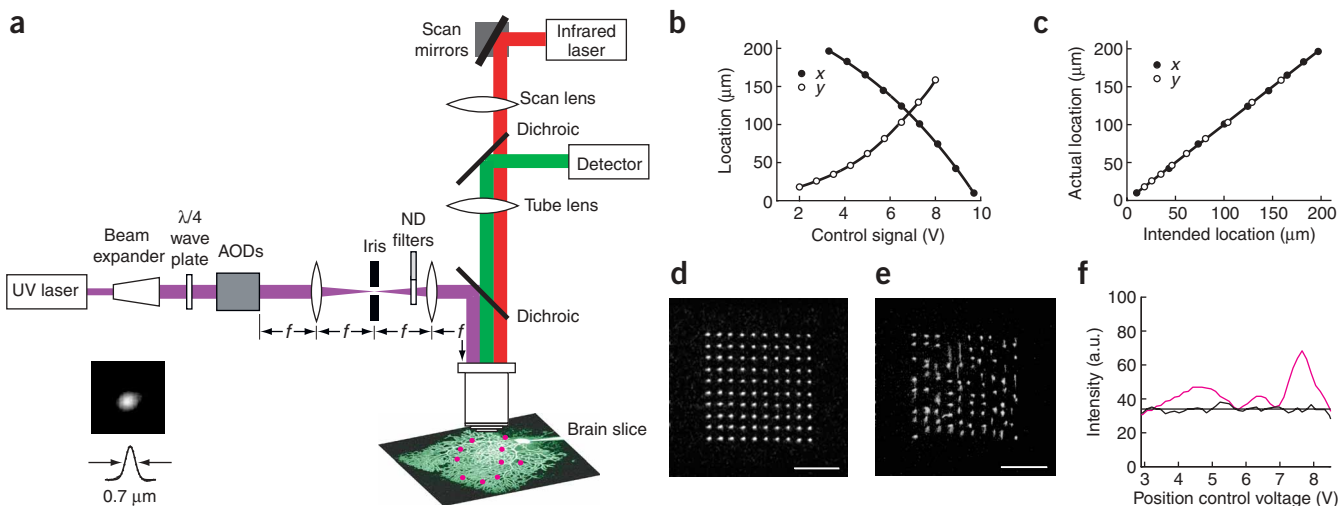 a
Scan
mirrors
Infrared
laser
Scan lens
Dichroic
Detector
Tube lens
ND
filters
Iris
λ/4
wave
plate
Beam
expander
AODs
UV laser
Dichroic
f
f
f
f
Brain slice
0.7 μm
b
Location (μm)
200
150
100
50
0
x
y
0
2
4
6
8
10
Control signal (V)
c
Actual location (μm)
200
150
100
50
0
x
y
0
50
100
150
200
Intended location (μm)
d
e
f
Intensity (a.u.)
100
80
60
40
20
0
3
4
5
6
7
8
Position control voltage (V)